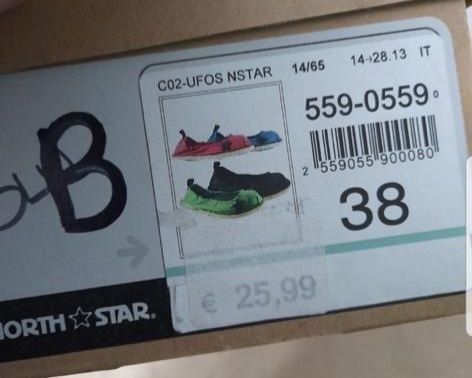 C02-UFOS NSTAR 14/65 14→28.13 IT
559-0559 0
2 559055 900080
38
B
€ 25,99
NORTH ☆ STAR.